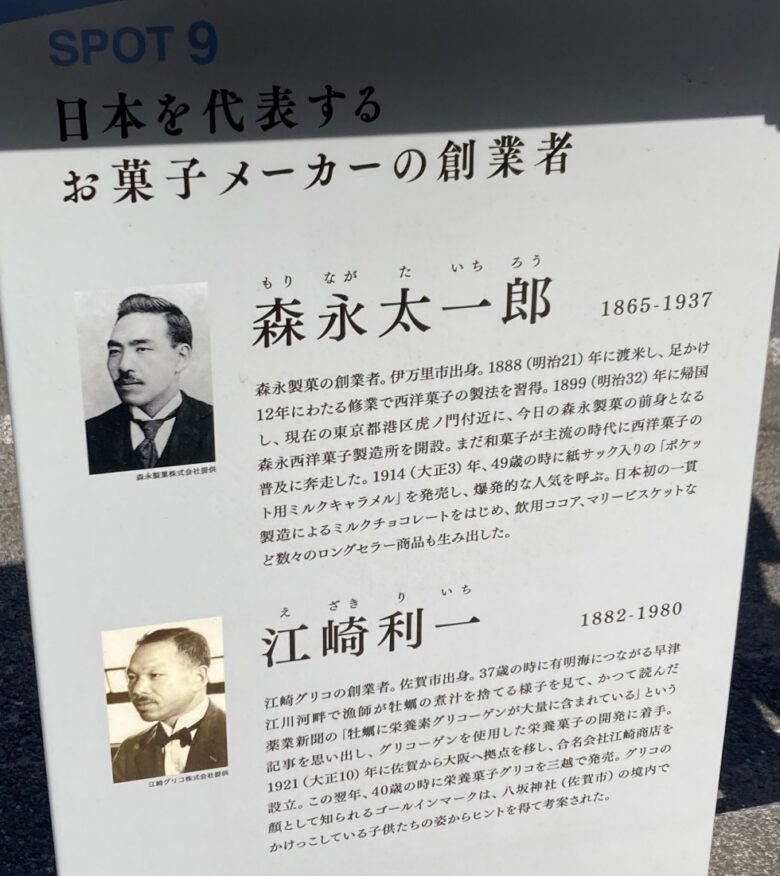 SPOT 9
日本を代表する
お菓子メーカーの創業者
もり なが た いち ろう
森永太一郎 1865-1937
森永製菓の創業者。伊万里市出身。1888(明治21)年に渡米し、足かけ
12年にわたる修業で西洋菓子の製法を習得。1899(明治32)年に帰国
し、現在の東京都港区虎ノ門付近に、今日の森永製菓の前身となる
森永西洋菓子製造所を開設。まだ和菓子が主流の時代に西洋菓子の
普及に奔走した。1914(大正3)年、49歳の時に紙サック入りの「ポケッ
ト用ミルクキャラメル」を発売し、爆発的な人気を呼ぶ。日本初の一貫
製造によるミルクチョコレートをはじめ、飲用ココア、マリービスケットな
ど数々のロングセラー商品も生み出した。
森永製菓株式会社提供
え ざき り いち
江崎利一 1882-1980
江崎グリコの創業者。佐賀市出身。37歳の時に有明海につながる早津
江川河畔で漁師が牡蠣の煮汁を捨てる様子を見て、かつて読んだ
薬業新聞の「牡蠣に栄養素グリコーゲンが大量に含まれている」という
記事を思い出し、グリコーゲンを使用した栄養菓子の開発に着手。
1921(大正10)年に佐賀から大阪へ拠点を移し、合名会社江崎商店を
設立。この翌年、40歳の時に栄養菓子グリコを三越で発売。グリコの
顔として知られるゴールインマークは、八坂神社(佐賀市)の境内で
かけっこしている子供たちの姿からヒントを得て考案された。
江崎グリコ株式会社提供